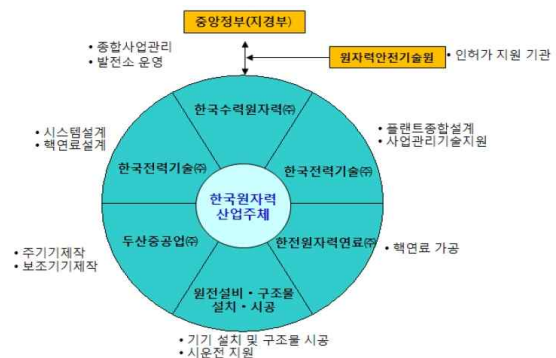 중앙정부(지경부)
• 종합사업관리
• 발전소 운영
원자력안전기술원
• 인허가 지원 기관
한국수력원자력㈜
• 시스템설계
• 핵연료설계
• 플랜트종합설계
• 사업관리기술지원
한국전력기술㈜
한국전력기술㈜
한국원자력
산업주체
두산중공업㈜
한전원자력연료㈜
• 주기기제작
• 보조기기제작
• 핵연료 가공
원전설비・구조물
설치・시공
• 기기 설치 및 구조물 시공
• 시운전 지원